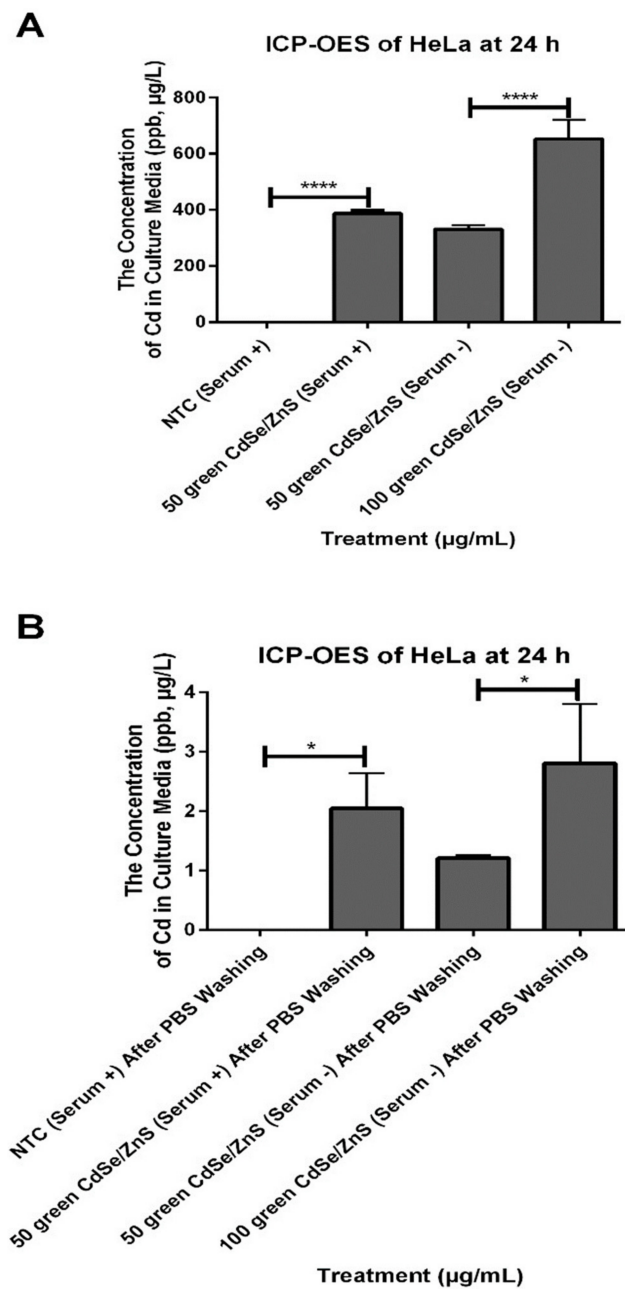 A
ICP-OES of HeLa at 24 h
The Concentration
of Cd in Culture Media (ppb, µg/L)
800
600
400
200
0
****
****
NTC (Serum +)
50 green CdSe/ZnS (Serum +)
50 green CdSe/ZnS (Serum -)
100 green CdSe/ZnS (Serum -)
Treatment (µg/mL)
B
ICP-OES of HeLa at 24 h
The Concentration
of Cd in Culture Media (ppb, µg/L)
4
3
2
1
0
*
*
NTC (Serum +) After PBS Washing
50 green CdSe/ZnS (Serum +) After PBS Washing
50 green CdSe/ZnS (Serum -) After PBS Washing
100 green CdSe/ZnS (Serum -) After PBS Washing
Treatment (µg/mL)